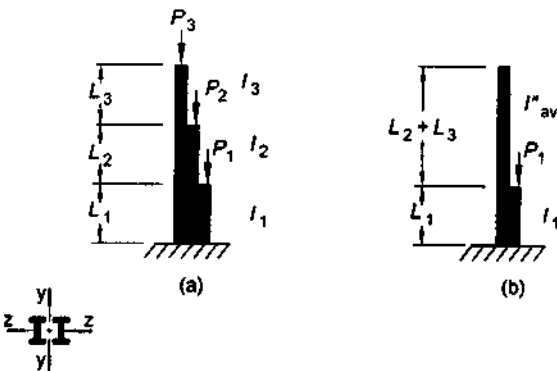 P₃
L₃
P₂
I₃
L₂
P₁
I₂
L₁
I₁
(a)
L₂ + L₃
I*av
P₁
L₁
I₁
(b)
y
z
z
y